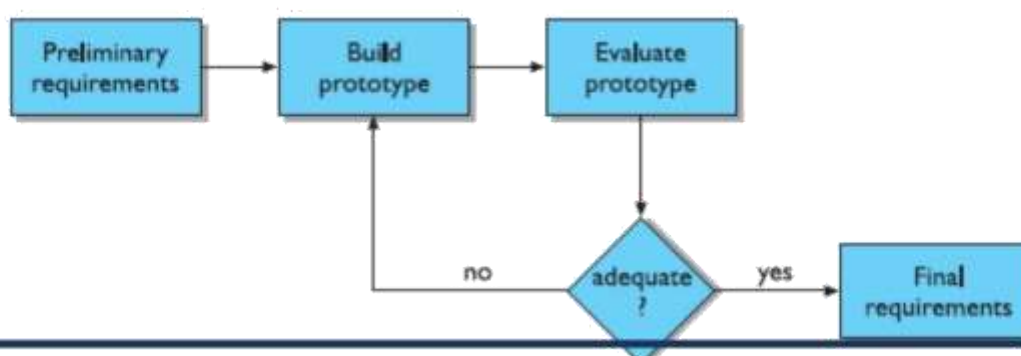 Preliminary
requirements
Build
prototype
Evaluate
prototype
no
adequate
?
yes
Final
requirements